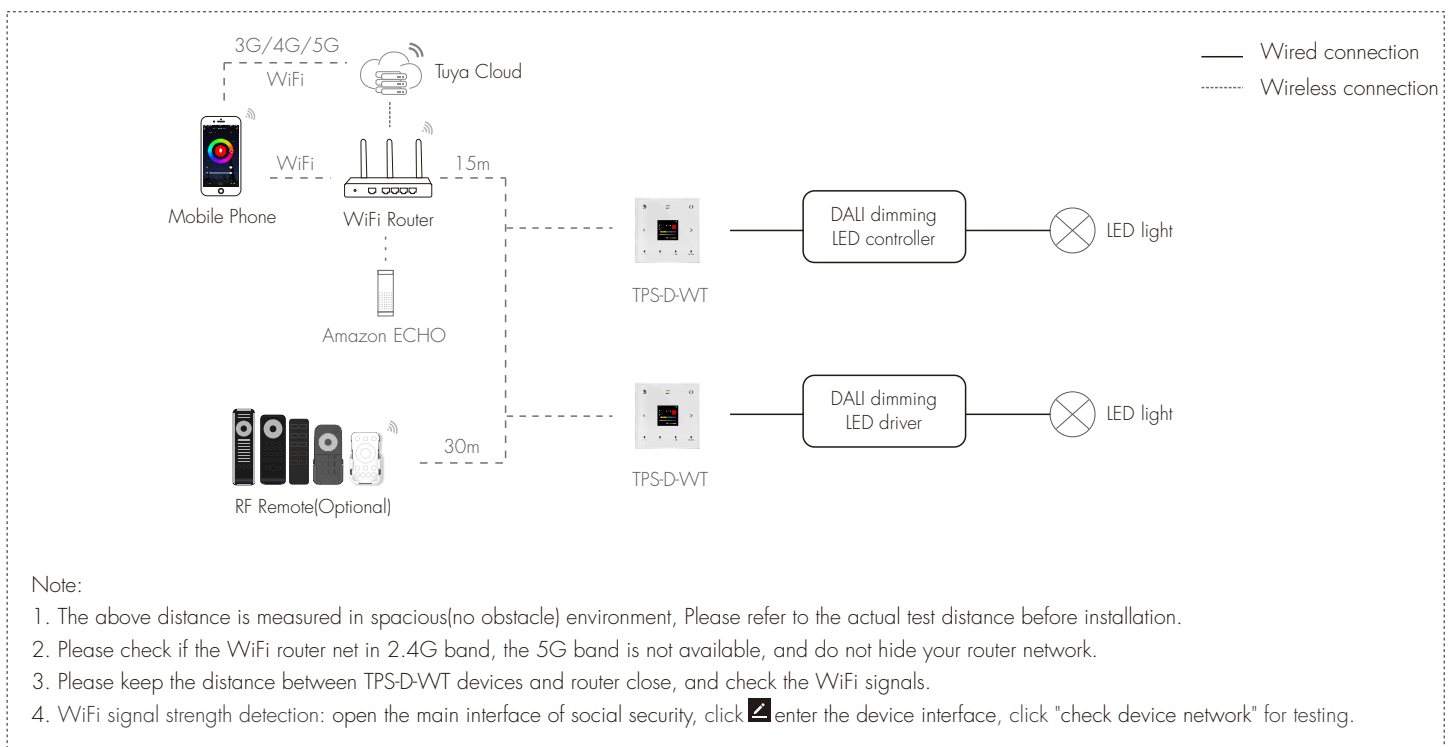 3G/4G/5G
WiFi
Tuya Cloud
Wired connection
Wireless connection
WiFi
15m
Mobile Phone
WiFi Router
DALI dimming
LED controller
LED light
TPS-D-WT
Amazon ECHO
DALI dimming
LED driver
LED light
30m
TPS-D-WT
RF Remote(Optional)
Note:
1. The above distance is measured in spacious(no obstacle) environment, Please refer to the actual test distance before installation.
2. Please check if the WiFi router net in 2.4G band, the 5G band is not available, and do not hide your router network.
3. Please keep the distance between TPS-D-WT devices and router close, and check the WiFi signals.
4. WiFi signal strength detection: open the main interface of social security, click enter the device interface, click "check device network" for testing.